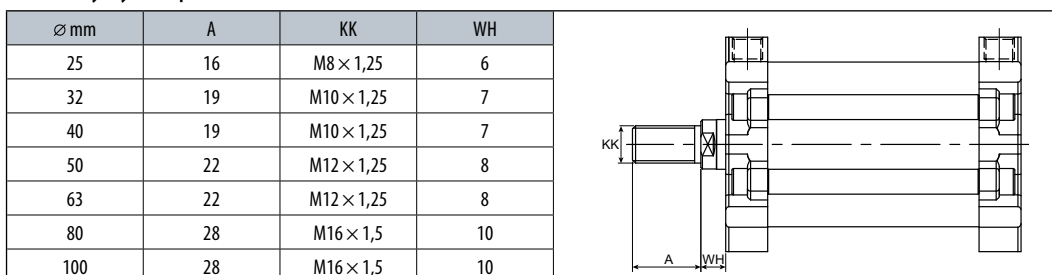 ∅ mm A KK WH
25 16 M8 × 1,25 6
32 19 M10 × 1,25 7
40 19 M10 × 1,25 7
50 22 M12 × 1,25 8
63 22 M12 × 1,25 8
80 28 M16 × 1,5 10
100 28 M16 × 1,5 10
KK
A WH